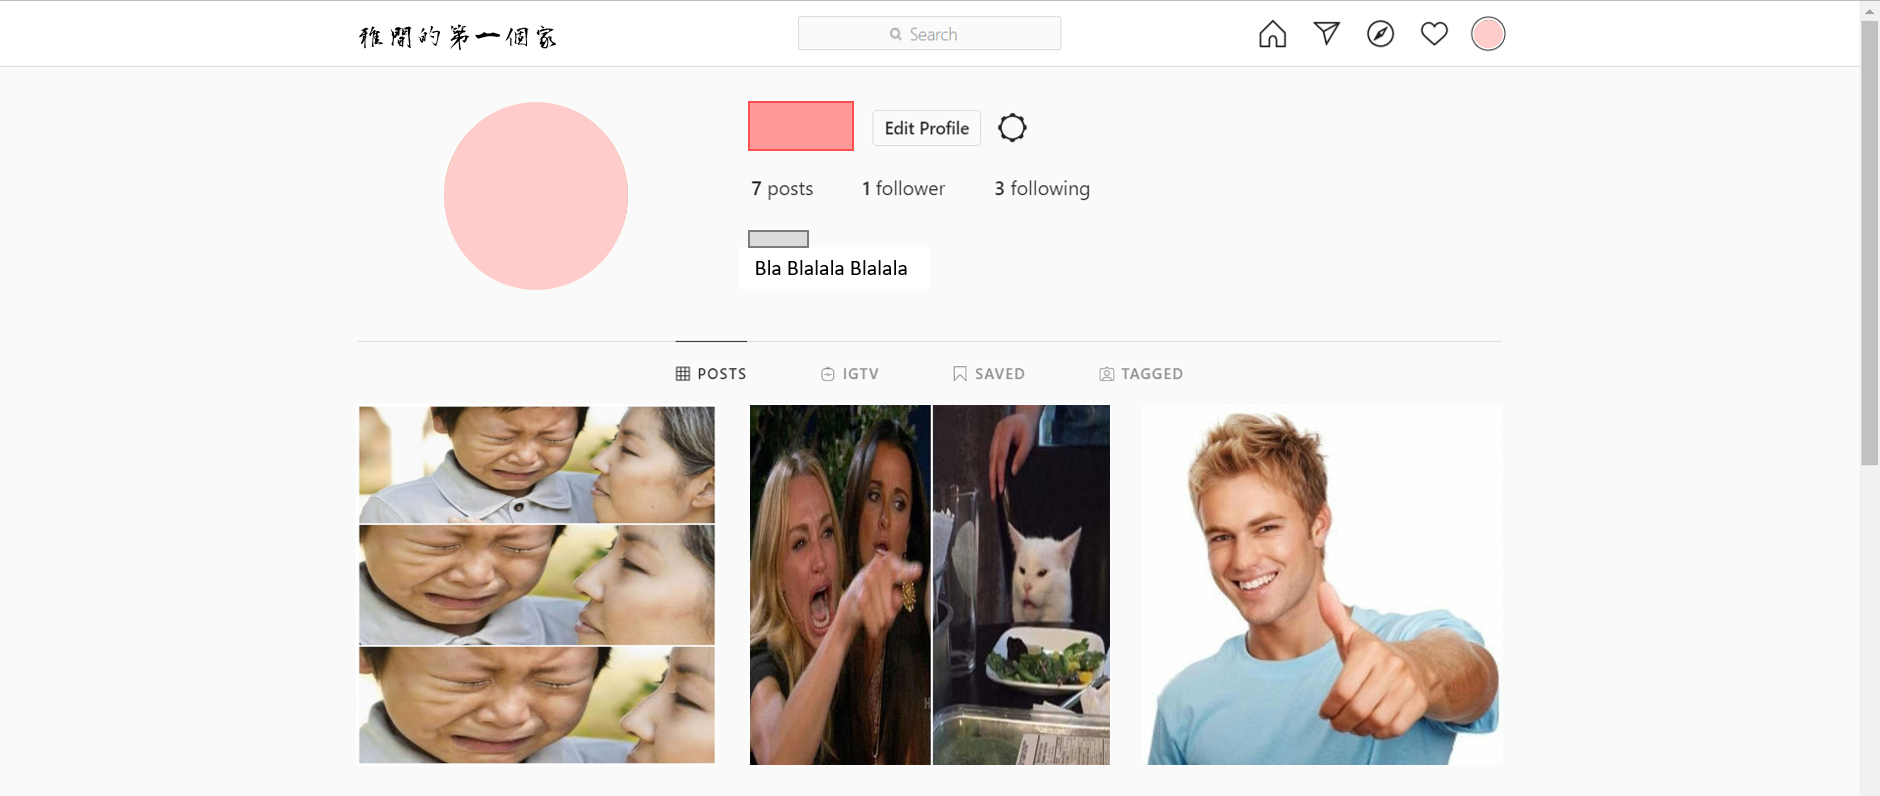 稚間的第一個家
Search
Edit Profile
7 posts 1 follower 3 following
Bla Blalala Blalala
POSTS IGTV SAVED TAGGED